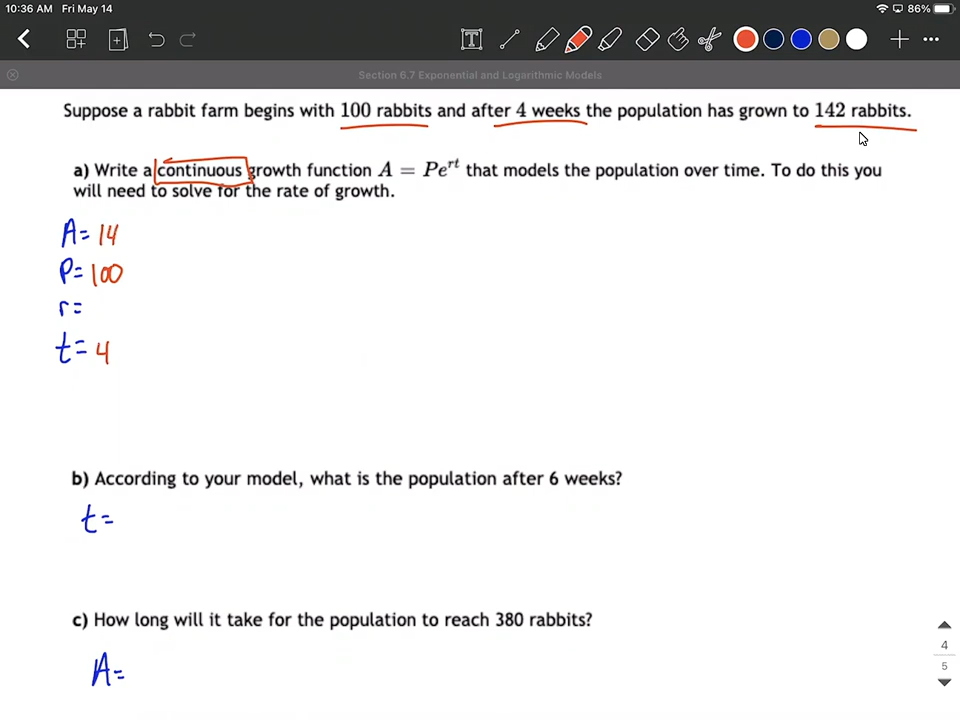 10:36 AM Fri May 14
86%
Section 6.7 Exponential and Logarithmic Models
Suppose a rabbit farm begins with 100 rabbits and after 4 weeks the population has grown to 142 rabbits.
a) Write a continuous growth function A = Pe^{rt} that models the population over time. To do this you
will need to solve for the rate of growth.
A= 14
P= 100
r=
t= 4
b) According to your model, what is the population after 6 weeks?
t=
c) How long will it take for the population to reach 380 rabbits?
A=
4
5